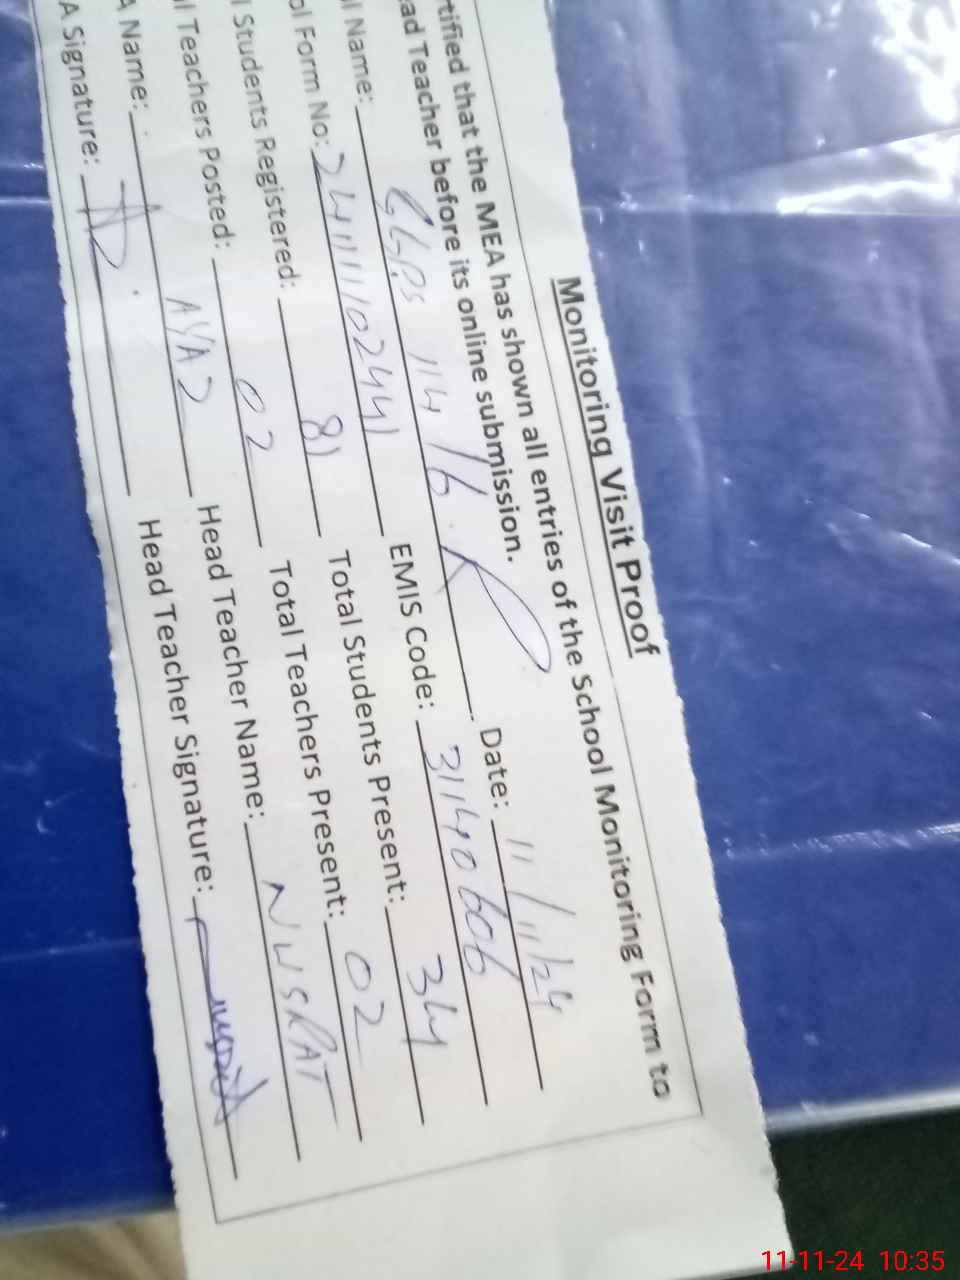 Monitoring Visit Proof
rtified that the MEA has shown all entries of the School Monitoring Form to
ad Teacher before its online submission.
l Name: GGPS 114/6.R Date: 11/11/24
ol Form No: 24111102441 EMIS Code: 31140606
l Students Registered: 81 Total Students Present: 34
l Teachers Posted: 02 Total Teachers Present: 02
A Name: AYAZ Head Teacher Name: NUSRAT
A Signature: Head Teacher Signature:
11-11-24 10:35